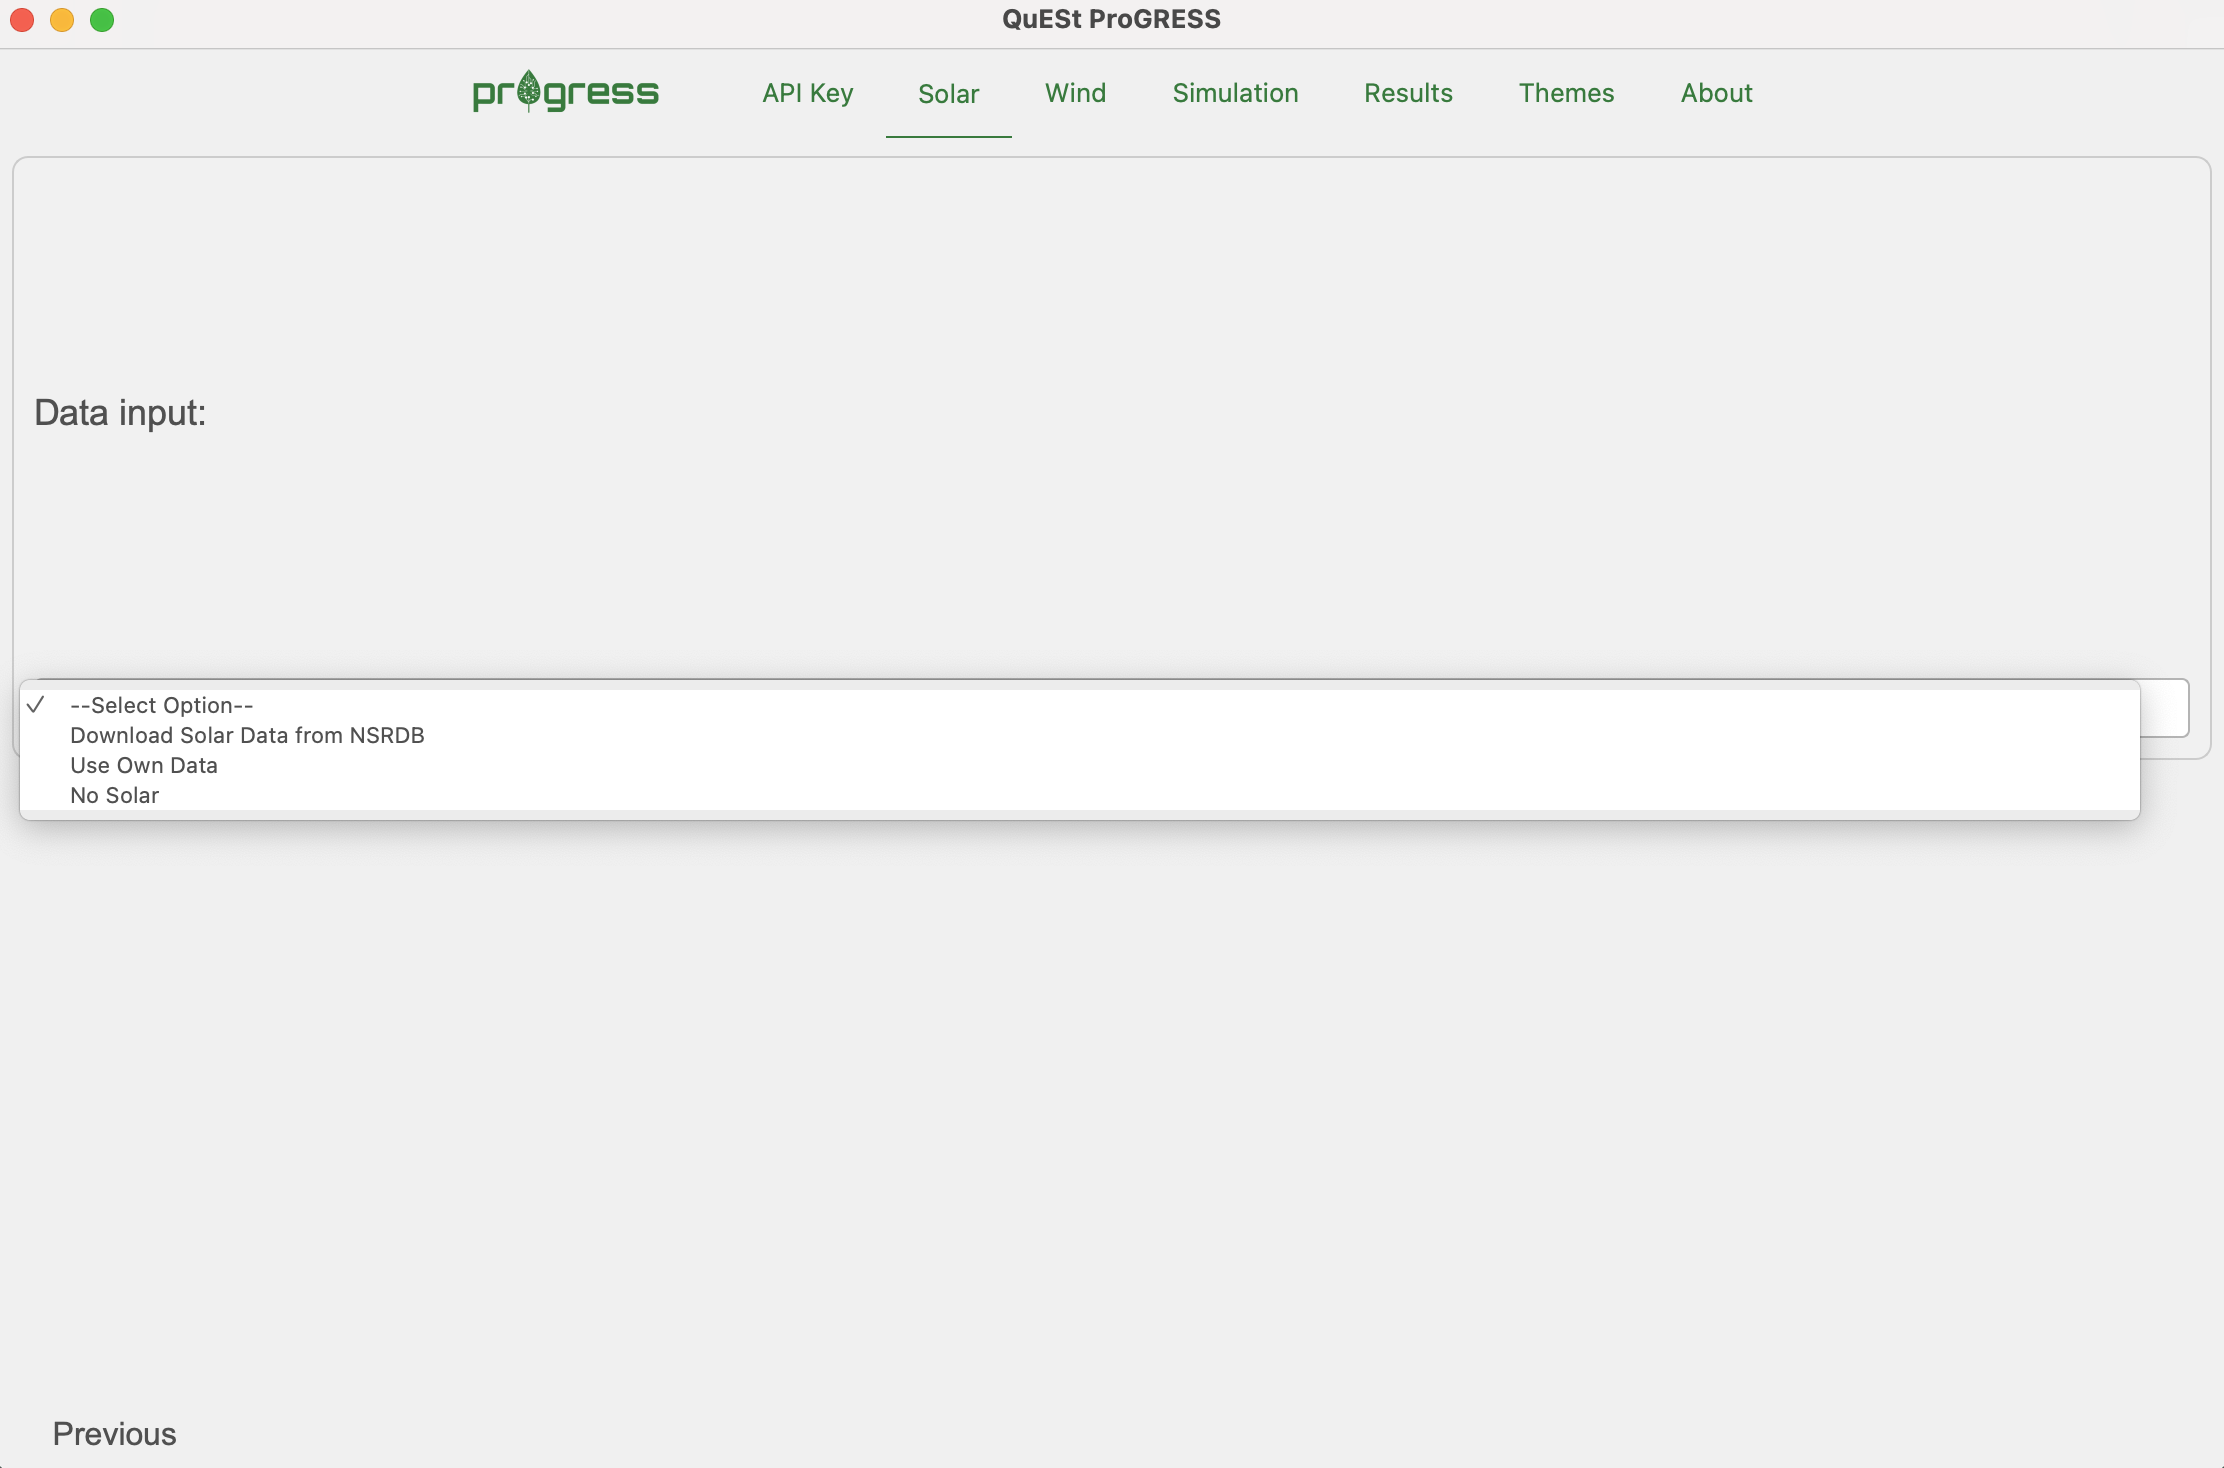 QuESt ProGRESS
progress API Key Solar Wind Simulation Results Themes About
Data input:
--Select Option--
Download Solar Data from NSRDB
Use Own Data
No Solar
Previous